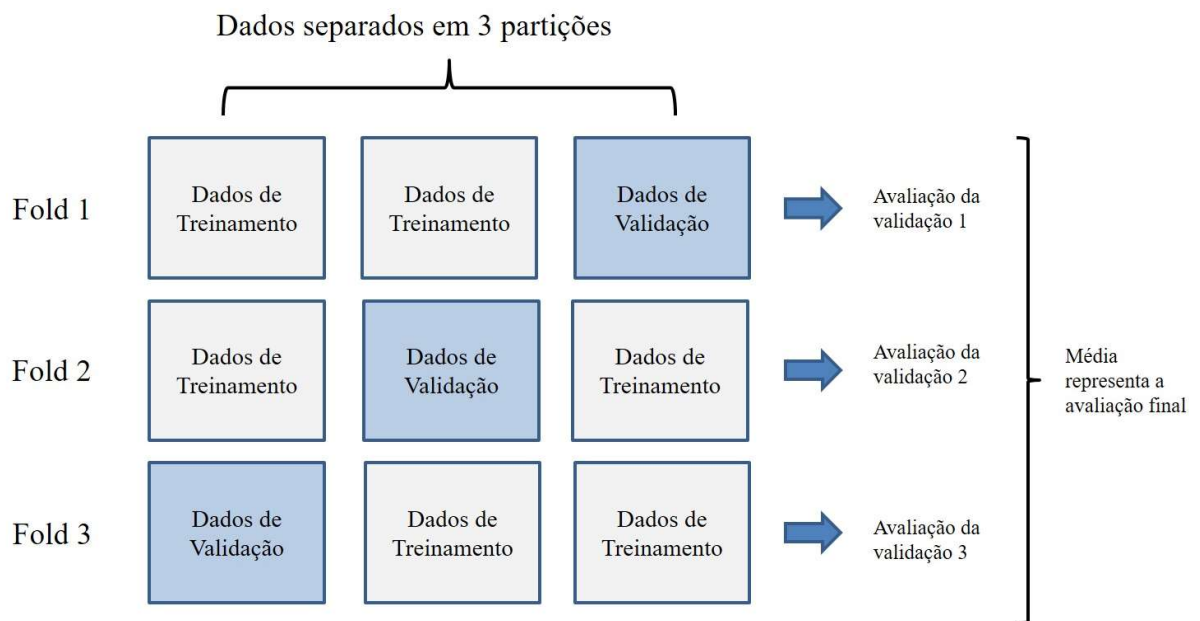 Dados separados em 3 partições
Fold 1
Dados de
Treinamento
Dados de
Treinamento
Dados de
Validação
Avaliação da
validação 1
Fold 2
Dados de
Treinamento
Dados de
Validação
Dados de
Treinamento
Avaliação da
validação 2
Média
representa a
avaliação final
Fold 3
Dados de
Validação
Dados de
Treinamento
Dados de
Treinamento
Avaliação da
validação 3